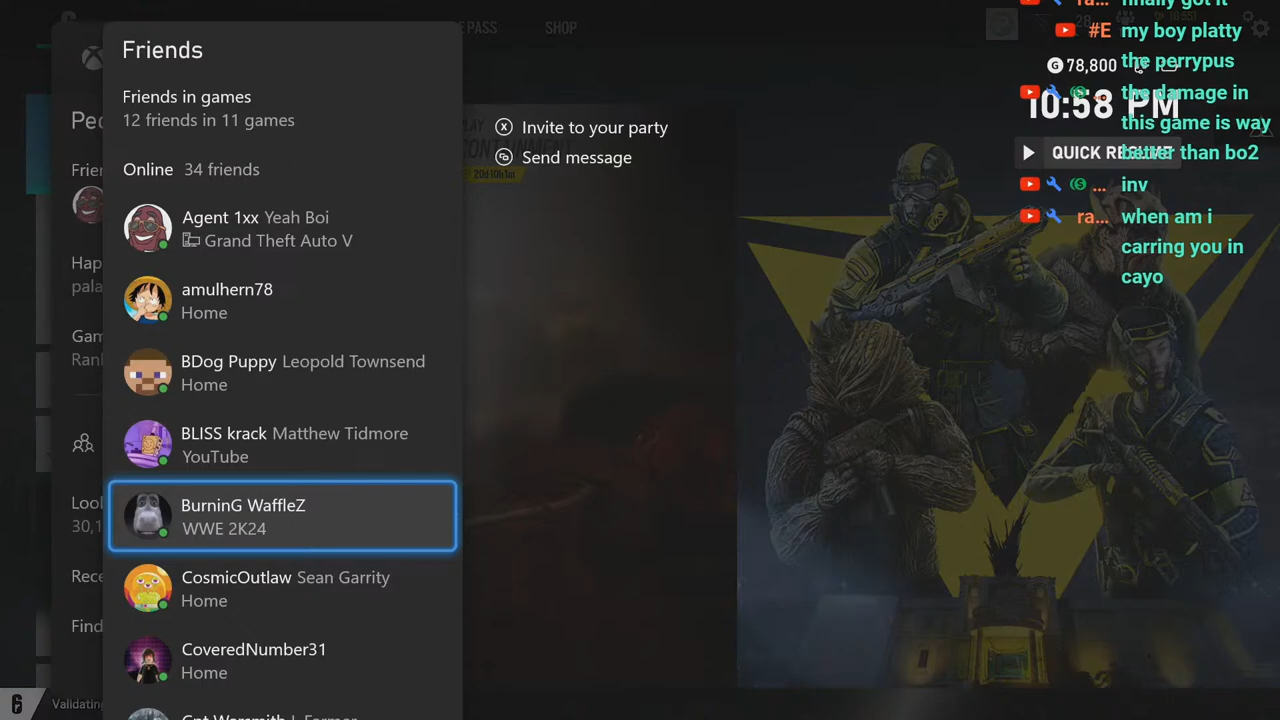 Friends
Friends in games
12 friends in 11 games
Online 34 friends
Agent 1xx Yeah Boi
Grand Theft Auto V
amulhern78
Home
BDog Puppy Leopold Townsend
Home
BLISS krack Matthew Tidmore
YouTube
BurninG WaffleZ
WWE 2K24
CosmicOutlaw Sean Garrity
Home
CoveredNumber31
Home
Invite to your party
Send message
PASS
SHOP
20d10h1m
78,800
10:58 PM
QUICK
finally got it
#E my boy platty
the perrypus
the damage in
this game is way
better than bo2
... inv
ra... when am i
carring you in
cayo
Validating